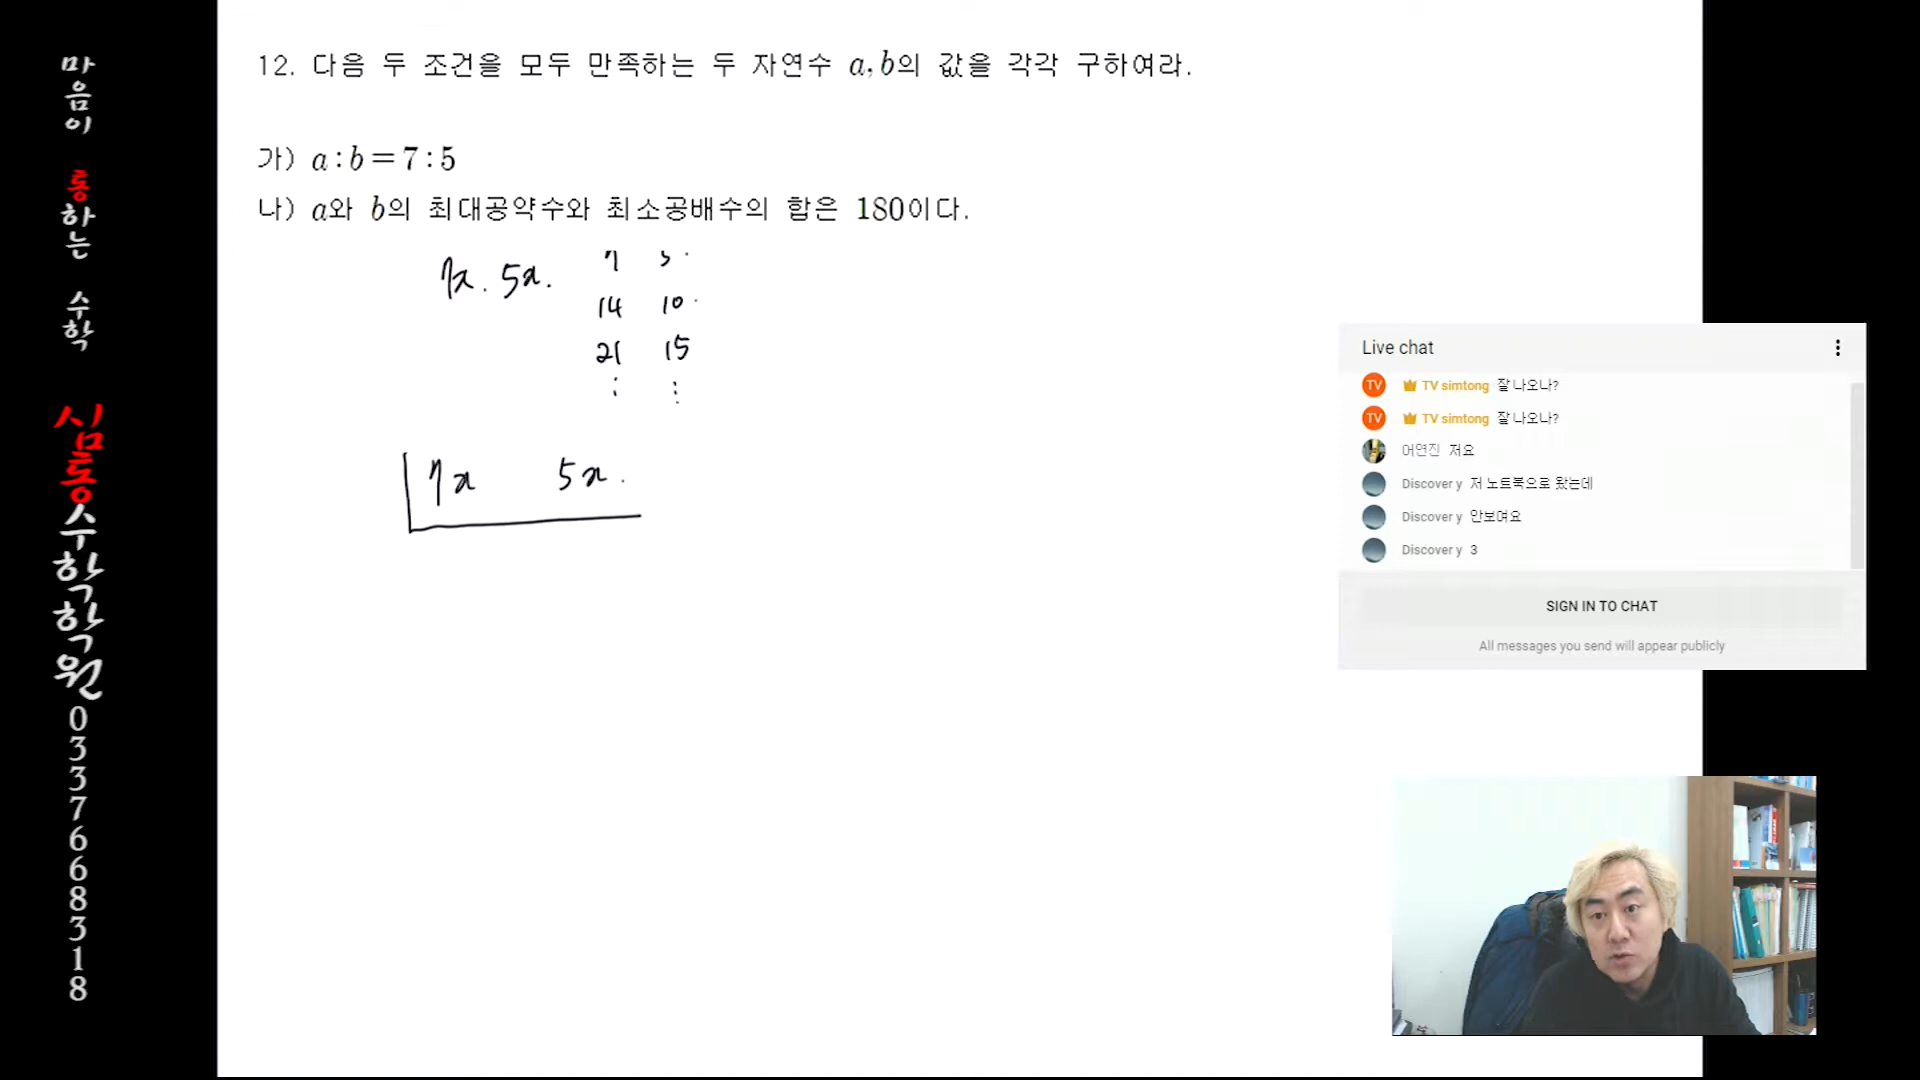 마음이 통하는 수학
심통수학학원
0337668318
12. 다음 두 조건을 모두 만족하는 두 자연수 a, b의 값을 각각 구하여라.
가) a : b = 7 : 5
나) a와 b의 최대공약수와 최소공배수의 합은 180이다.
7x. 5x.
7 5
14 10
21 15
⋮ ⋮
7x 5x.
Live chat
TV TV simtong 잘 나오나?
TV TV simtong 잘 나오나?
어연진 저요
Discover y 저 노트북으로 왔는데
Discover y 안보여요
Discover y 3
SIGN IN TO CHAT
All messages you send will appear publicly